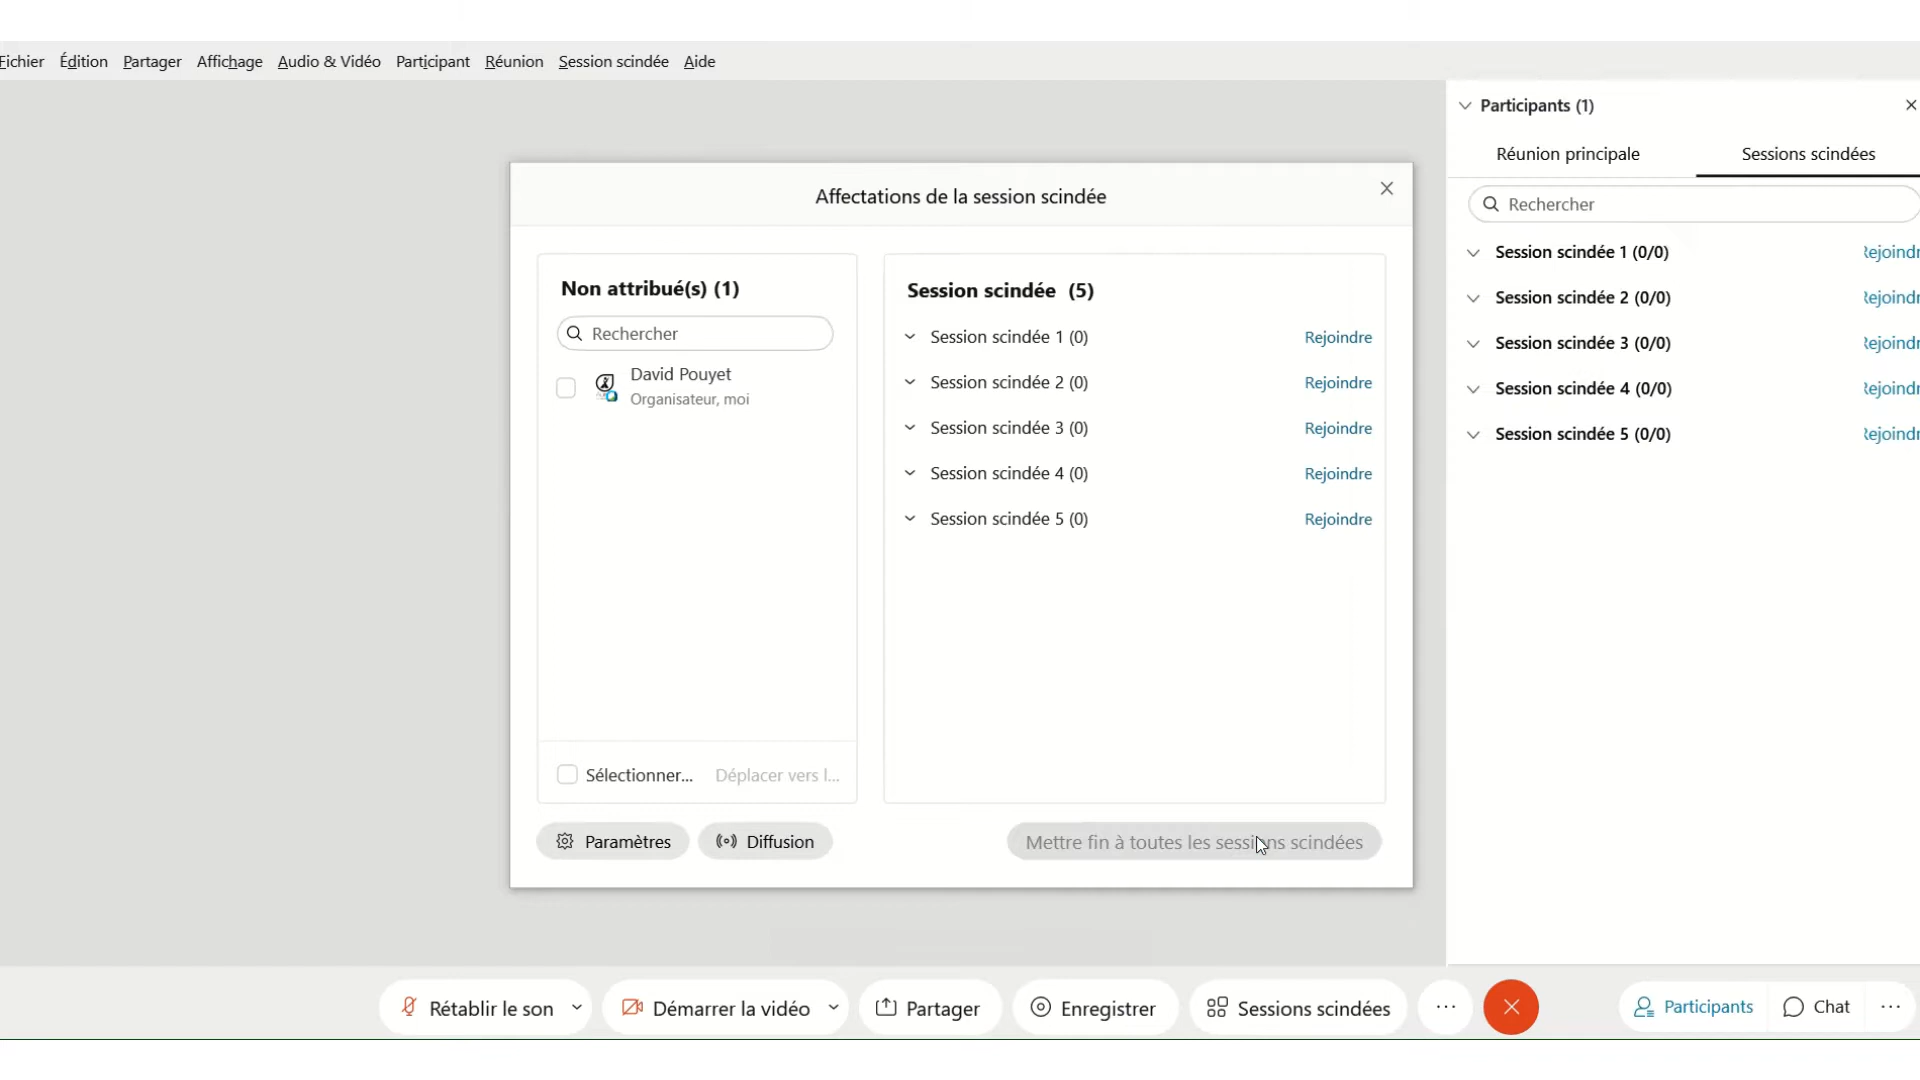 Fichier Édition Partager Affichage Audio & Vidéo Participant Réunion Session scindée Aide
Participants (1)
Réunion principale Sessions scindées
Rechercher
Session scindée 1 (0/0) Rejoindr
Session scindée 2 (0/0) Rejoindr
Session scindée 3 (0/0) Rejoindr
Session scindée 4 (0/0) Rejoindr
Session scindée 5 (0/0) Rejoindr
Affectations de la session scindée
Non attribué(s) (1)
Rechercher
David Pouyet
Organisateur, moi
Sélectionner... Déplacer vers l...
Session scindée (5)
Session scindée 1 (0) Rejoindre
Session scindée 2 (0) Rejoindre
Session scindée 3 (0) Rejoindre
Session scindée 4 (0) Rejoindre
Session scindée 5 (0) Rejoindre
Paramètres Diffusion Mettre fin à toutes les sessions scindées
Rétablir le son Démarrer la vidéo Partager Enregistrer Sessions scindées ... Participants Chat ...